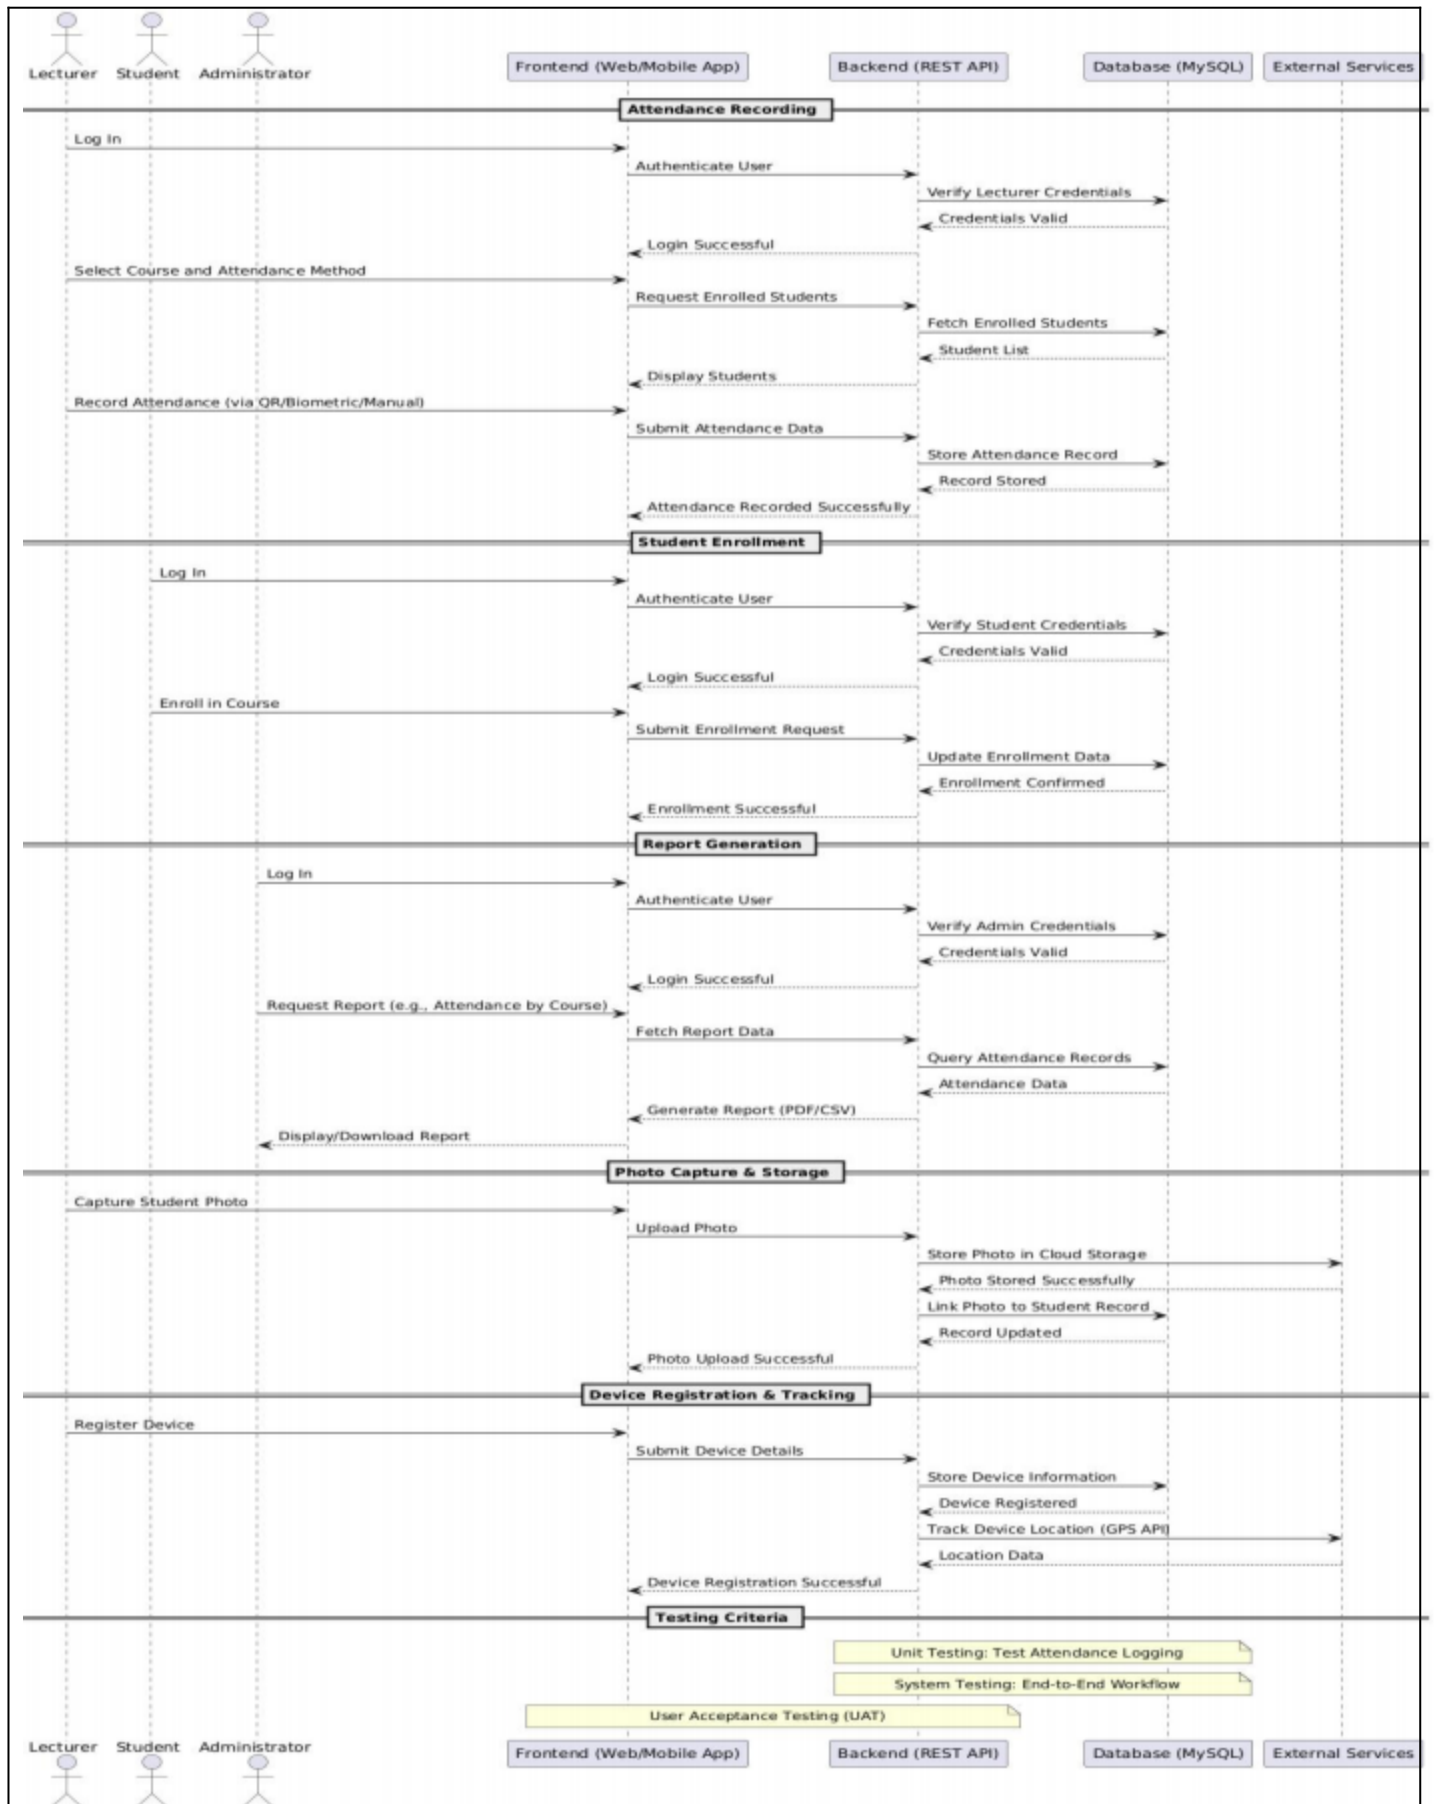 Lecturer Student Administrator Frontend (Web/Mobile App) Backend (REST API) Database (MySQL) External Services
Attendance Recording
Log In
Authenticate User
Verify Lecturer Credentials
Credentials Valid
Login Successful
Select Course and Attendance Method
Request Enrolled Students
Fetch Enrolled Students
Student List
Display Students
Record Attendance (via QR/Biometric/Manual)
Submit Attendance Data
Store Attendance Record
Record Stored
Attendance Recorded Successfully
Student Enrollment
Log In
Authenticate User
Verify Student Credentials
Credentials Valid
Login Successful
Enroll in Course
Submit Enrollment Request
Update Enrollment Data
Enrollment Confirmed
Enrollment Successful
Report Generation
Log In
Authenticate User
Verify Admin Credentials
Credentials Valid
Login Successful
Request Report (e.g., Attendance by Course)
Fetch Report Data
Query Attendance Records
Attendance Data
Generate Report (PDF/CSV)
Display/Download Report
Photo Capture & Storage
Capture Student Photo
Upload Photo
Store Photo in Cloud Storage
Photo Stored Successfully
Link Photo to Student Record
Record Updated
Photo Upload Successful
Device Registration & Tracking
Register Device
Submit Device Details
Store Device Information
Device Registered
Track Device Location (GPS API)
Location Data
Device Registration Successful
Testing Criteria
Unit Testing: Test Attendance Logging
System Testing: End-to-End Workflow
User Acceptance Testing (UAT)
Lecturer Student Administrator Frontend (Web/Mobile App) Backend (REST API) Database (MySQL) External Services